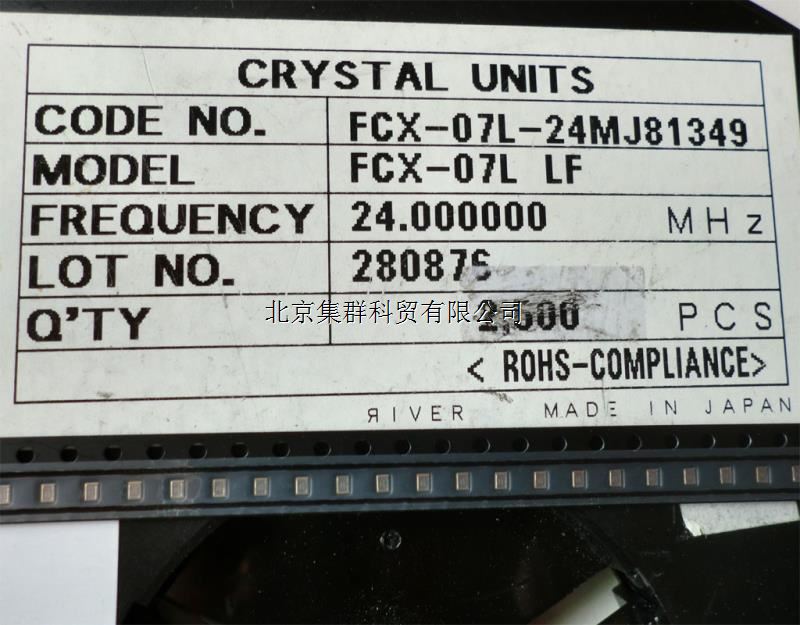 CRYSTAL UNITS
CODE NO. FCX-07L-24MJ81349
MODEL FCX-07L LF
FREQUENCY 24.000000 MHz
LOT NO.
北京集群科贸有限公司
Q'TY PCS
< ROHS-COMPLIANCE>
ЯIVER MADE IN JAPAN